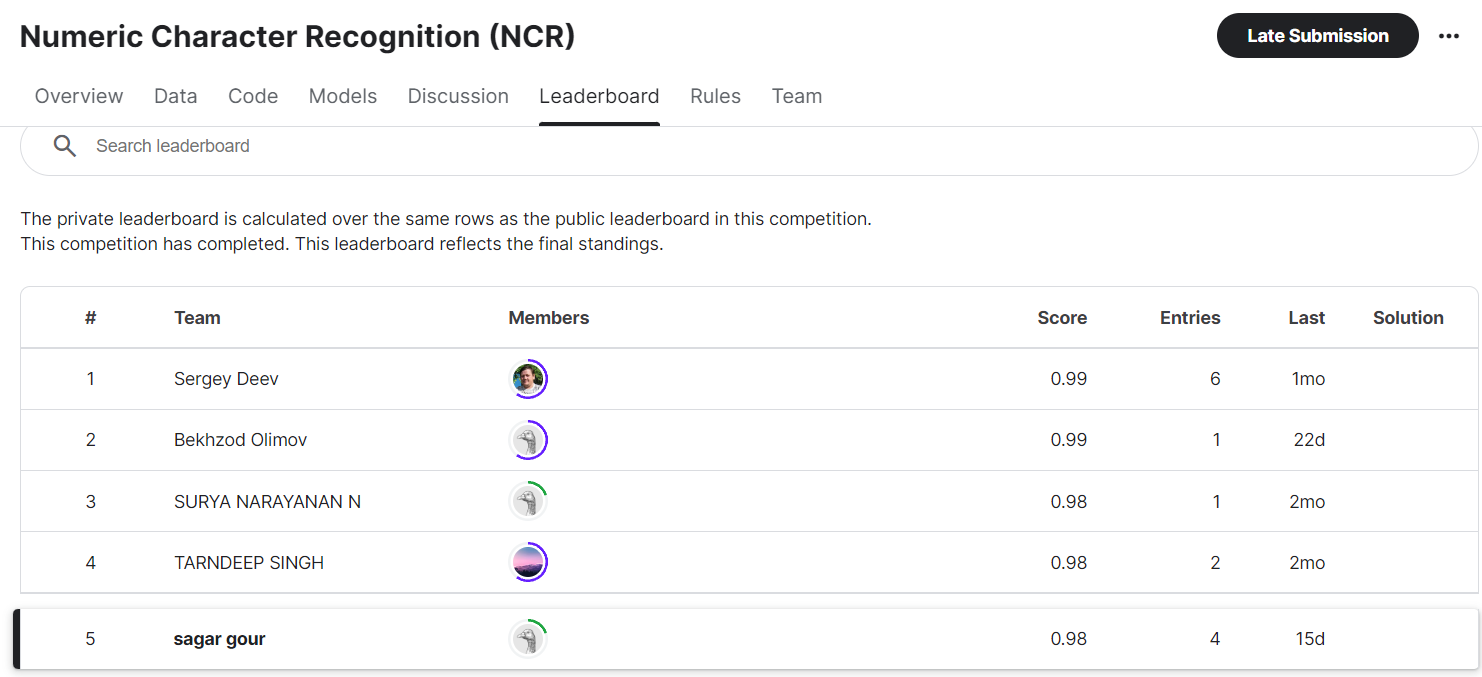 Numeric Character Recognition (NCR)
Late Submission
Overview Data Code Models Discussion Leaderboard Rules Team
Search leaderboard
The private leaderboard is calculated over the same rows as the public leaderboard in this competition.
This competition has completed. This leaderboard reflects the final standings.
# Team Members Score Entries Last Solution
1 Sergey Deev 0.99 6 1mo
2 Bekhzod Olimov 0.99 1 22d
3 SURYA NARAYANAN N 0.98 1 2mo
4 TARNDEEP SINGH 0.98 2 2mo
5 sagar gour 0.98 4 15d